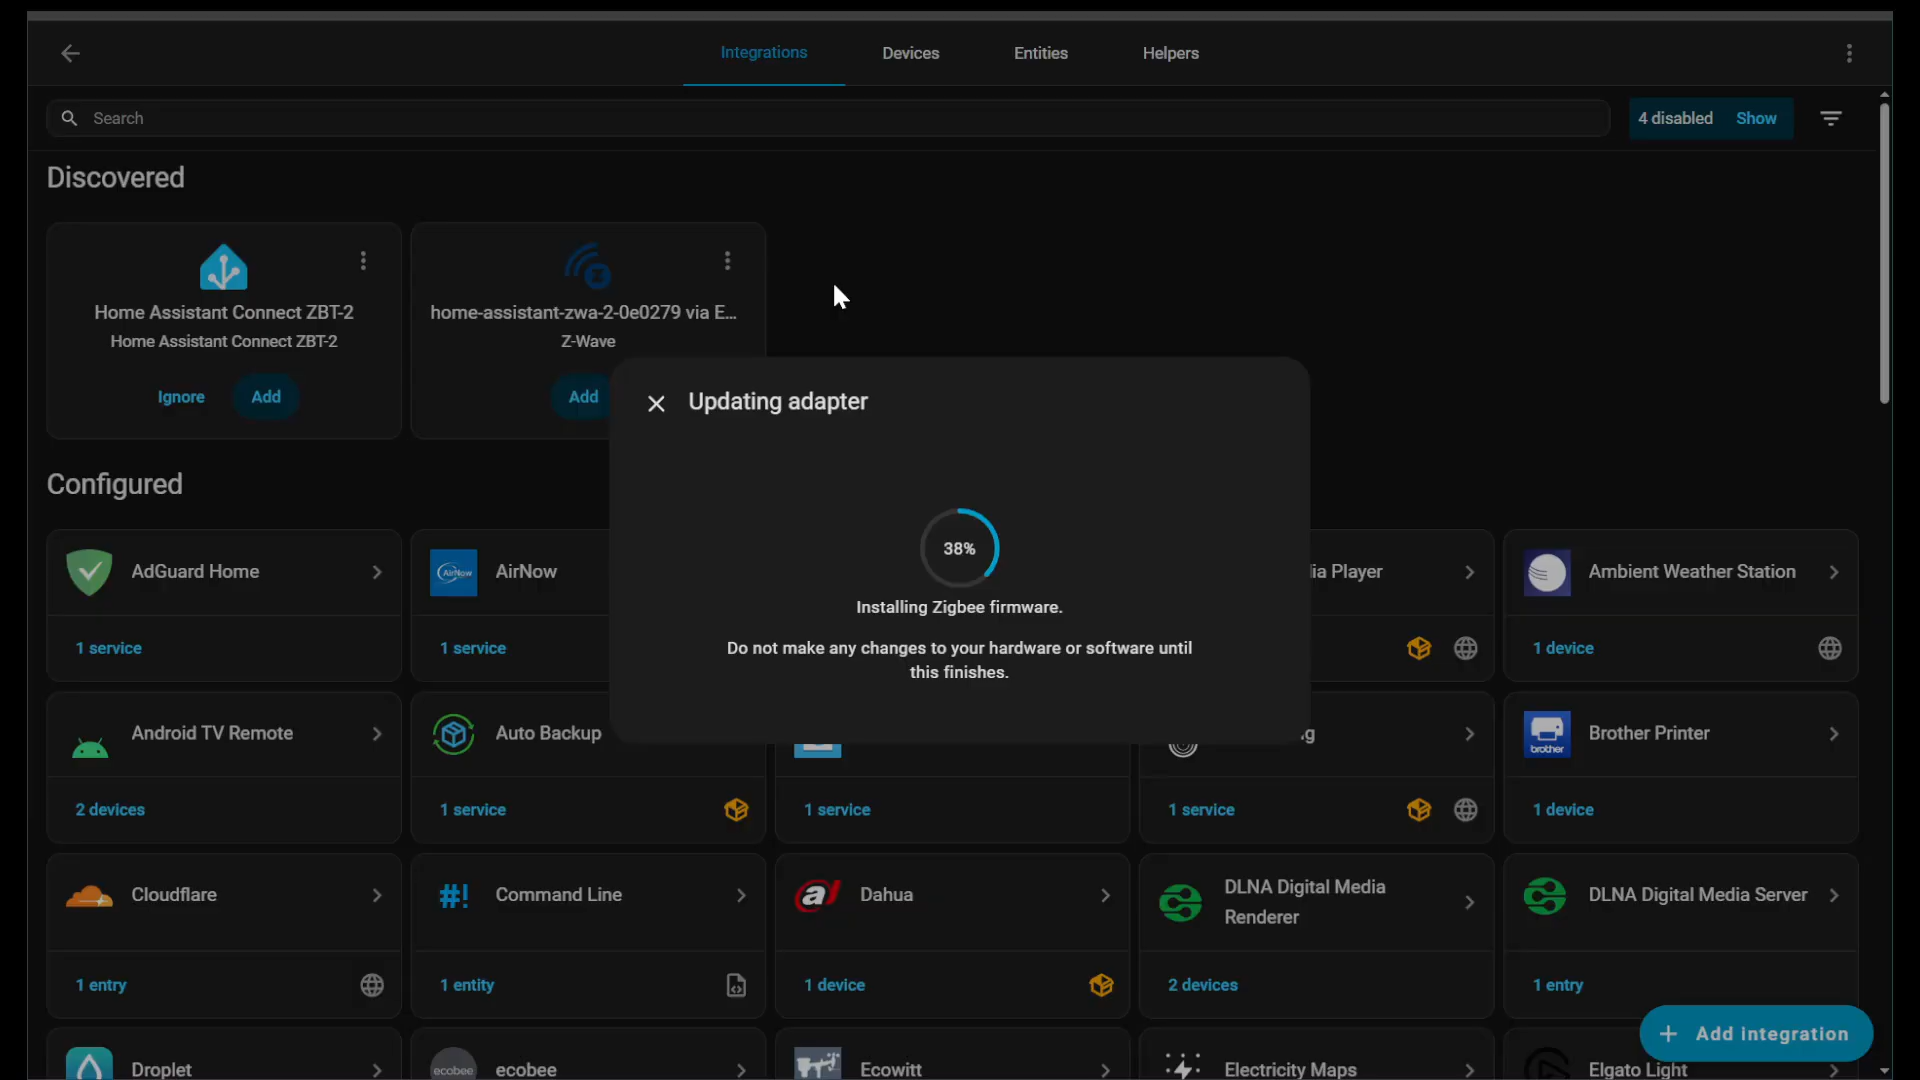 Integrations
Devices
Entities
Helpers
Search
4 disabled
Show
Discovered
Home Assistant Connect ZBT-2
Home Assistant Connect ZBT-2
Ignore
Add
home-assistant-zwa-2-0e0279 via E...
Z-Wave
Add
Updating adapter
38%
Installing Zigbee firmware.
Do not make any changes to your hardware or software until
this finishes.
Configured
AdGuard Home
1 service
AirNow
AirNow
1 service
ia Player
Ambient Weather Station
1 device
Android TV Remote
2 devices
Auto Backup
1 service
1 service
g
1 service
brother
Brother Printer
1 device
Cloudflare
1 entry
#!
Command Line
1 entity
a
Dahua
1 device
DLNA Digital Media
Renderer
2 devices
DLNA Digital Media Server
1 entry
Add integration
Droplet
ecobee
ecobee
Ecowitt
Electricity Maps
Elgato Light